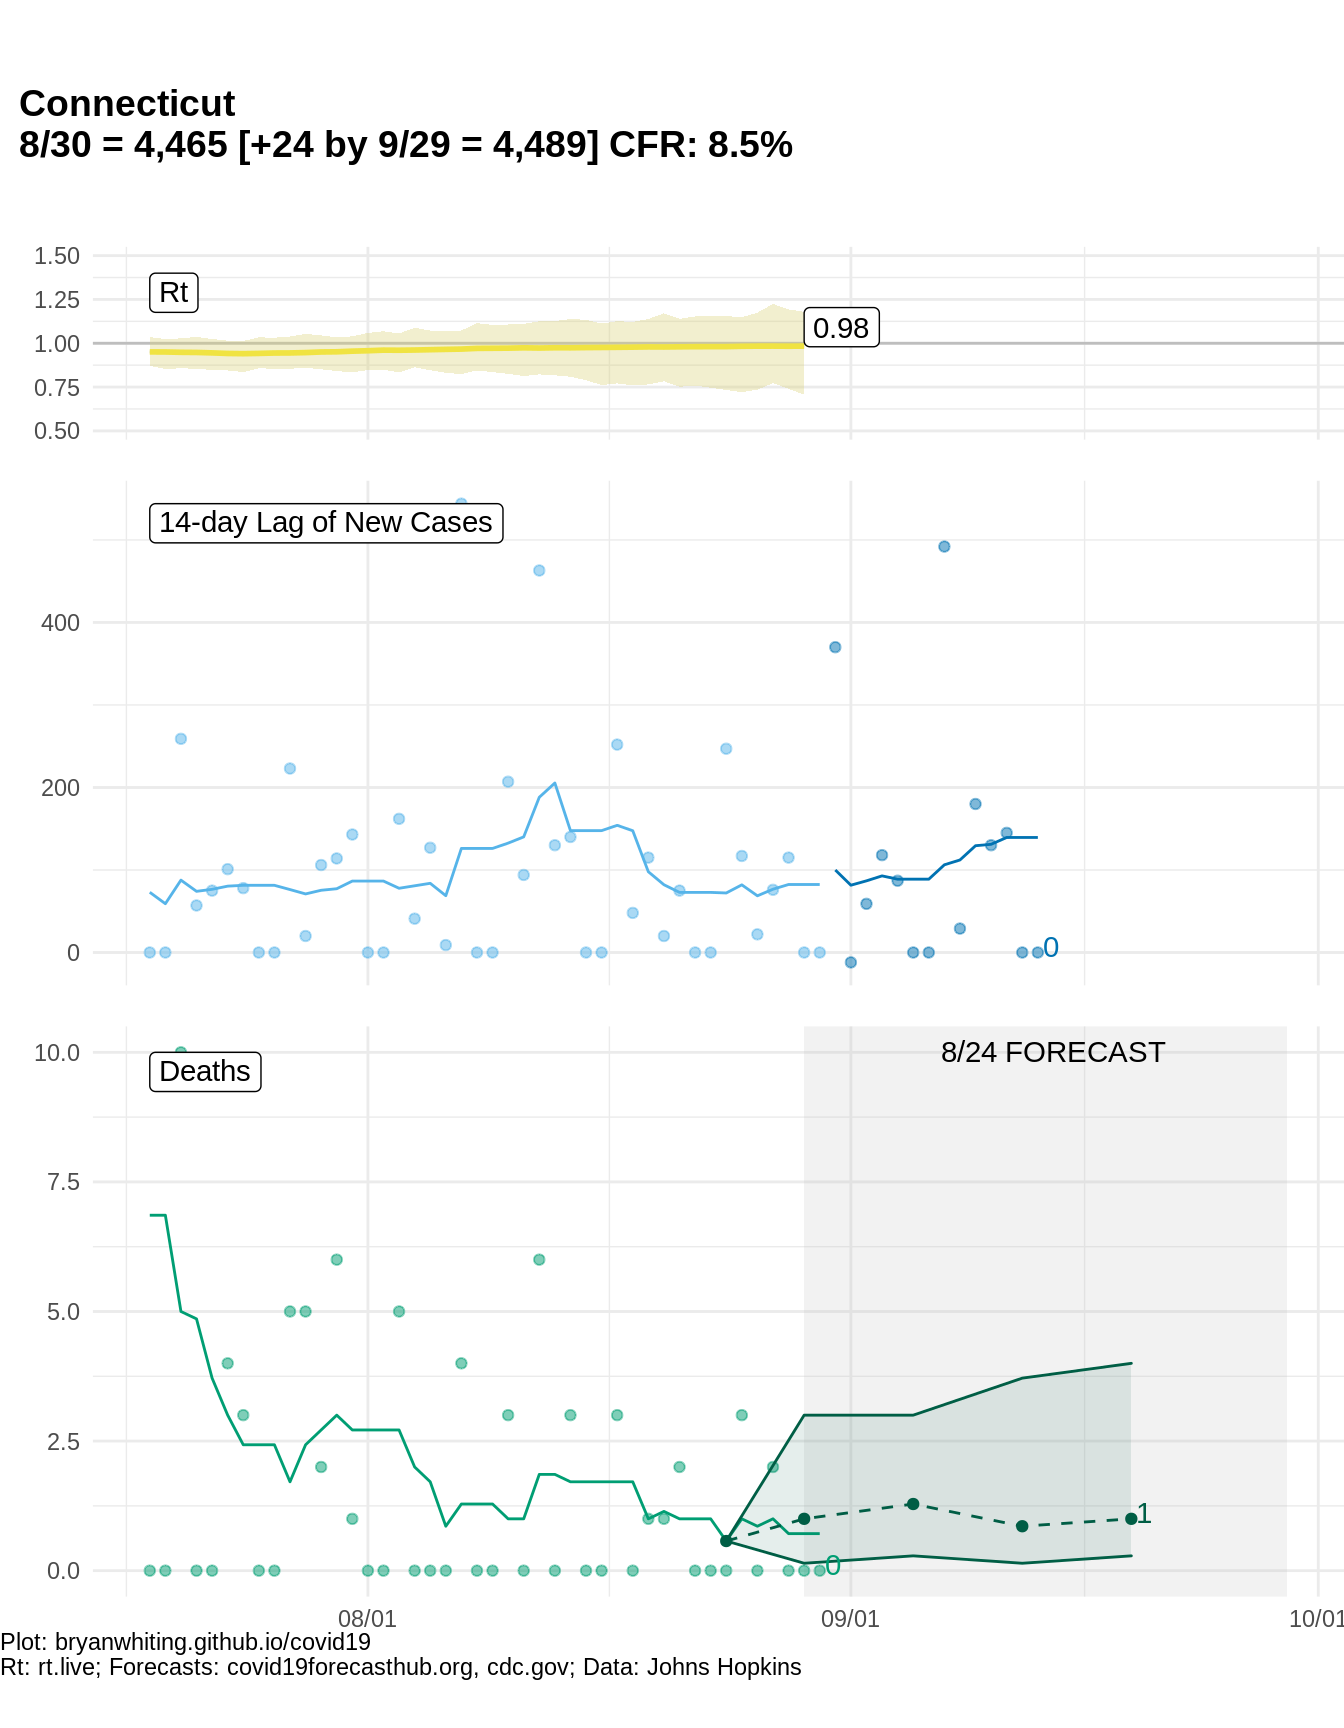 Connecticut
8/30 = 4,465 [+24 by 9/29 = 4,489] CFR: 8.5%
1.50
Rt
1.25
0.98
1.00
0.75
0.50
14-day Lag of New Cases
400
200
0
0
8/24 FORECAST
10.0
Deaths
7.5
5.0
2.5
1
0
0.0
08/01
09/01
10/01
Plot: bryanwhiting.github.io/covid19
Rt: rt.live; Forecasts: covid19forecasthub.org, cdc.gov; Data: Johns Hopkins